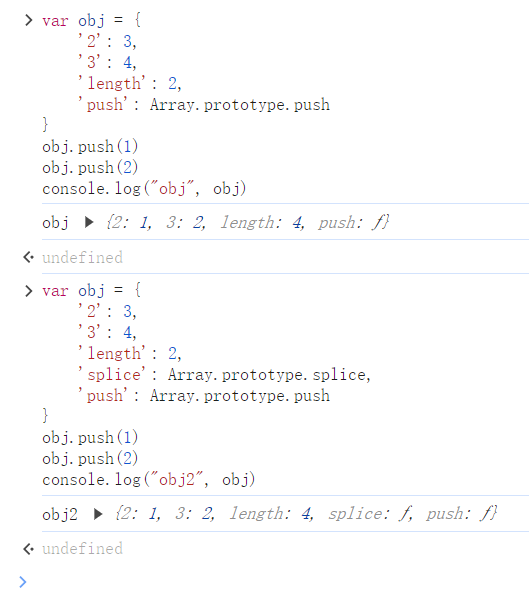 > var obj = {
'2': 3,
'3': 4,
'length': 2,
'push': Array.prototype.push
}
obj.push(1)
obj.push(2)
console.log("obj", obj)
obj ▶ {2: 1, 3: 2, length: 4, push: ƒ}
undefined
> var obj = {
'2': 3,
'3': 4,
'length': 2,
'splice': Array.prototype.splice,
'push': Array.prototype.push
}
obj.push(1)
obj.push(2)
console.log("obj2", obj)
obj2 ▶ {2: 1, 3: 2, length: 4, splice: ƒ, push: ƒ}
undefined
>